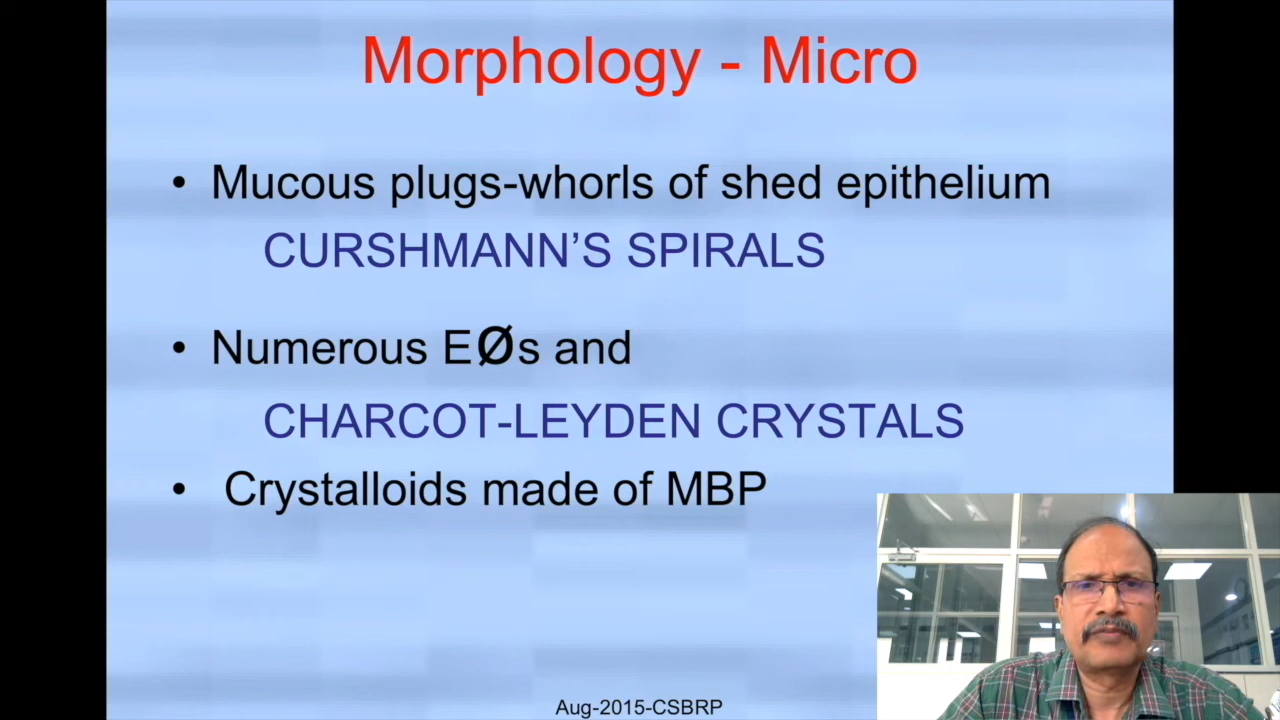 Morphology - Micro
• Mucous plugs-whorls of shed epithelium
CURSHMANN’S SPIRALS
• Numerous EØs and
CHARCOT-LEYDEN CRYSTALS
• Crystalloids made of MBP
Aug-2015-CSBRP